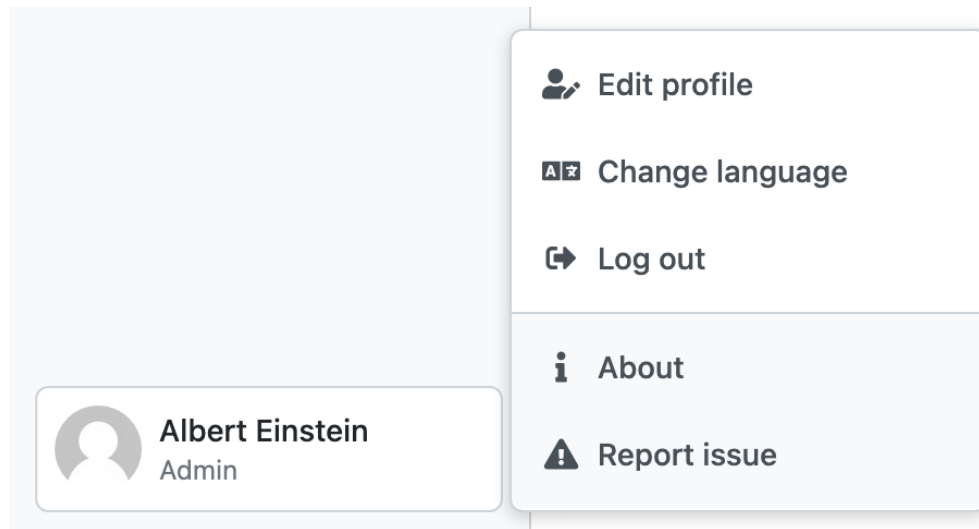 Edit profile
Change language
Log out
About
Report issue
Albert Einstein
Admin